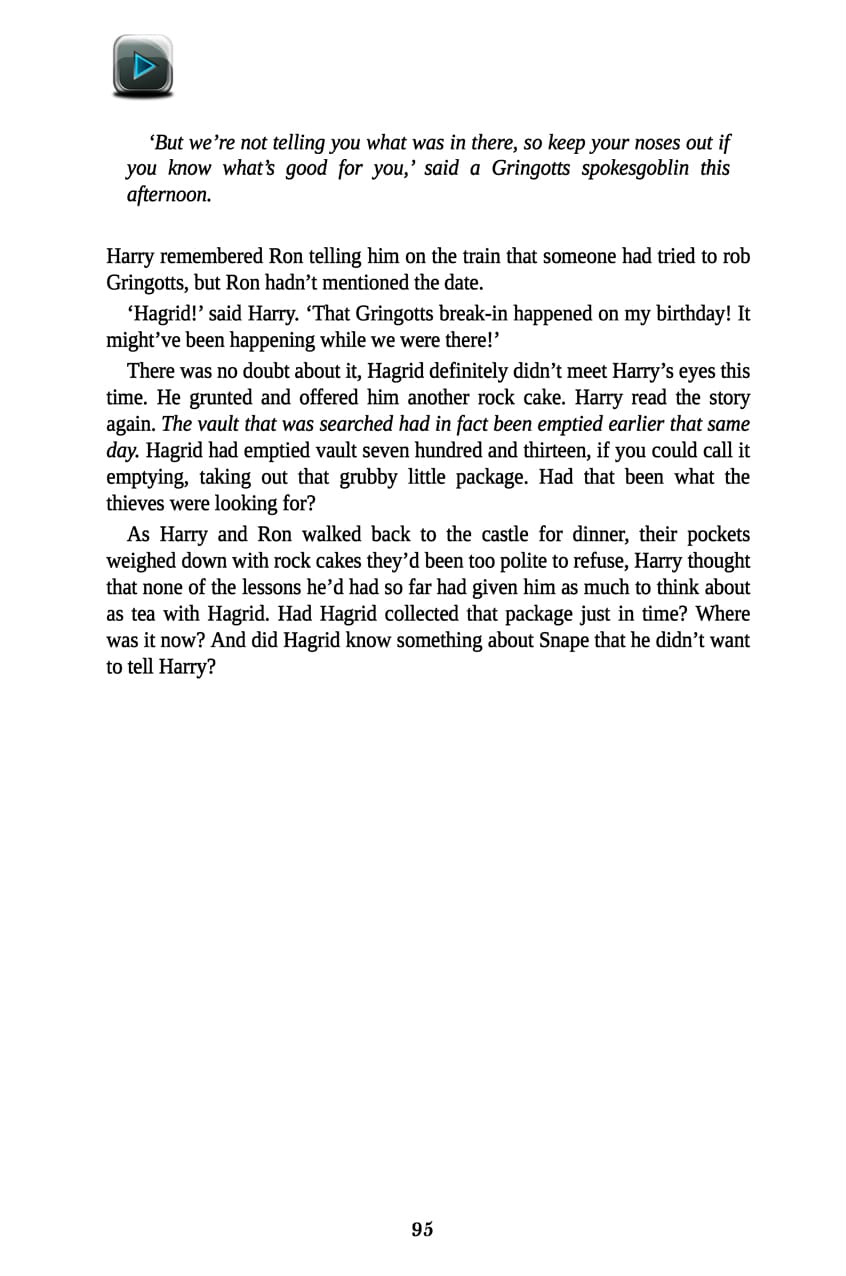 ‘But we’re not telling you what was in there, so keep your noses out if
you know what’s good for you,’ said a Gringotts spokesgoblin this
afternoon.
Harry remembered Ron telling him on the train that someone had tried to rob
Gringotts, but Ron hadn’t mentioned the date.
‘Hagrid!’ said Harry. ‘That Gringotts break-in happened on my birthday! It
might’ve been happening while we were there!’
There was no doubt about it, Hagrid definitely didn’t meet Harry’s eyes this
time. He grunted and offered him another rock cake. Harry read the story
again. The vault that was searched had in fact been emptied earlier that same
day. Hagrid had emptied vault seven hundred and thirteen, if you could call it
emptying, taking out that grubby little package. Had that been what the
thieves were looking for?
As Harry and Ron walked back to the castle for dinner, their pockets
weighed down with rock cakes they’d been too polite to refuse, Harry thought
that none of the lessons he’d had so far had given him as much to think about
as tea with Hagrid. Had Hagrid collected that package just in time? Where
was it now? And did Hagrid know something about Snape that he didn’t want
to tell Harry?
95